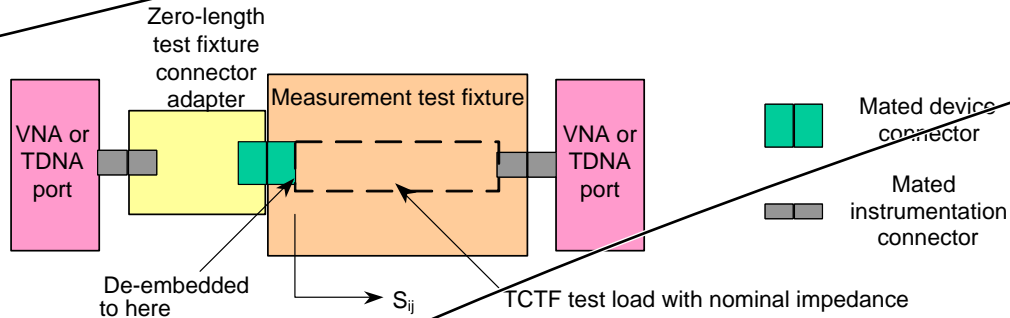 Zero-length
test fixture
connector
adapter
Measurement test fixture
VNA or
TDNA
port
VNA or
TDNA
port
Mated device
connector
Mated
instrumentation
connector
De-embedded
to here
Sij
TCTF test load with nominal impedance